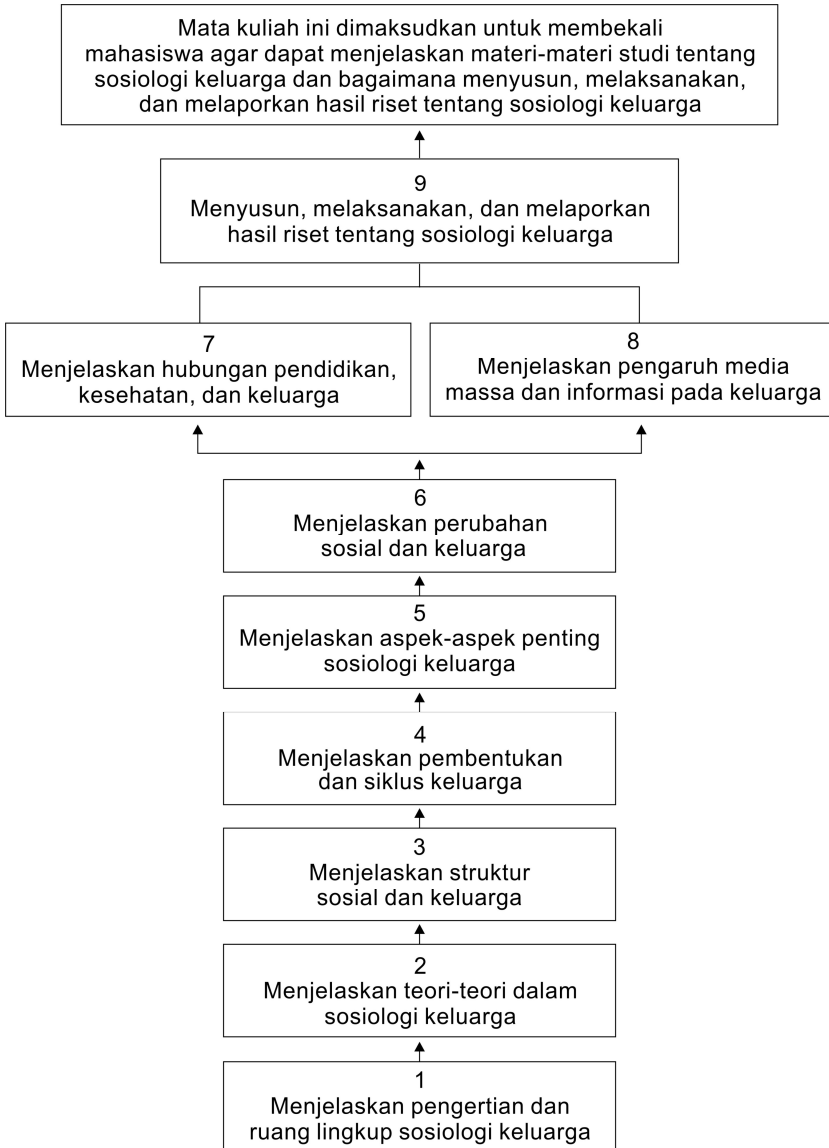 Mata kuliah ini dimaksudkan untuk membekali
mahasiswa agar dapat menjelaskan materi-materi studi tentang
sosiologi keluarga dan bagaimana menyusun, melaksanakan,
dan melaporkan hasil riset tentang sosiologi keluarga
9
Menyusun, melaksanakan, dan melaporkan
hasil riset tentang sosiologi keluarga
7
Menjelaskan hubungan pendidikan,
kesehatan, dan keluarga
8
Menjelaskan pengaruh media
massa dan informasi pada keluarga
6
Menjelaskan perubahan
sosial dan keluarga
5
Menjelaskan aspek-aspek penting
sosiologi keluarga
4
Menjelaskan pembentukan
dan siklus keluarga
3
Menjelaskan struktur
sosial dan keluarga
2
Menjelaskan teori-teori dalam
sosiologi keluarga
1
Menjelaskan pengertian dan
ruang lingkup sosiologi keluarga